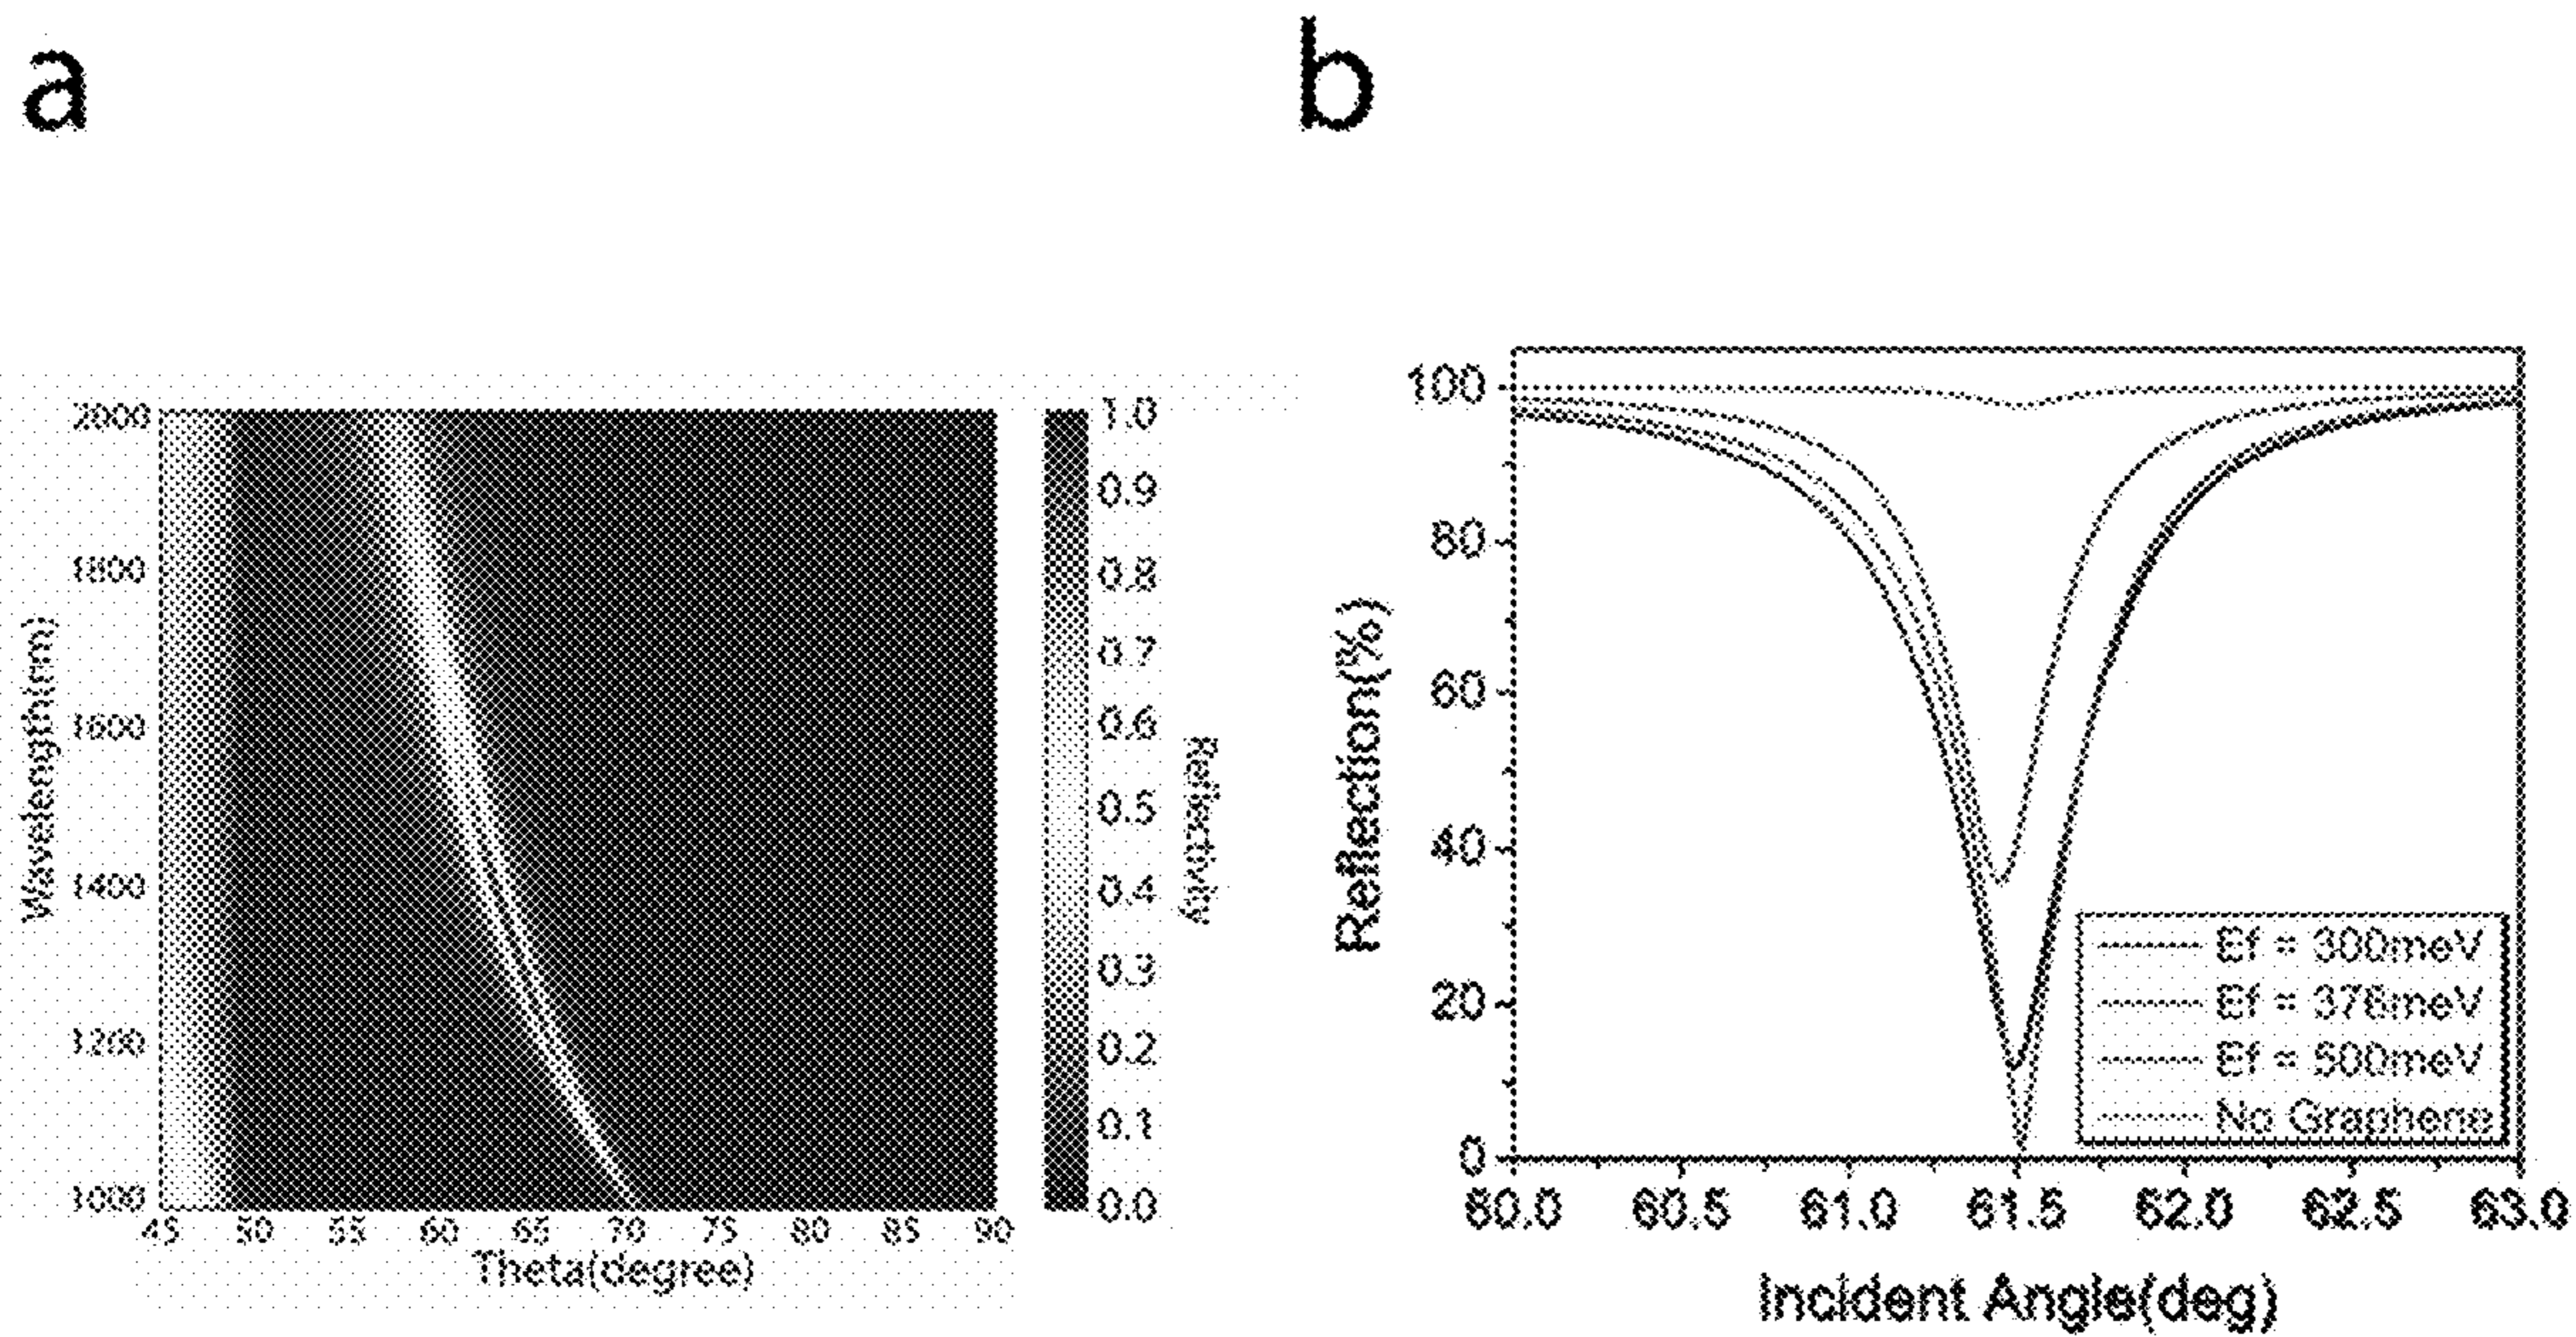 a
b
2000
1800
1600
1400
1200
1000
Wavelength(nm)
45 50 55 60 65 70 75 80 85 90
Theta(degree)
1.0
0.9
0.8
0.7
0.6
0.5
0.4
0.3
0.2
0.1
0.0
Reflectivity
100
80
60
40
20
0
Reflection(%)
Ef = 300meV
Ef = 376meV
Ef = 500meV
No Graphene
60.0 60.5 61.0 61.5 62.0 62.5 63.0
Incident Angle(deg)